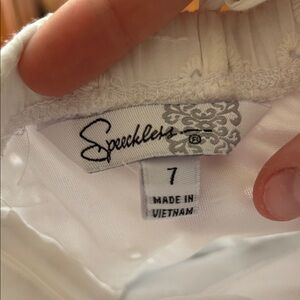 Speechless ®
7
MADE IN
VIETNAM